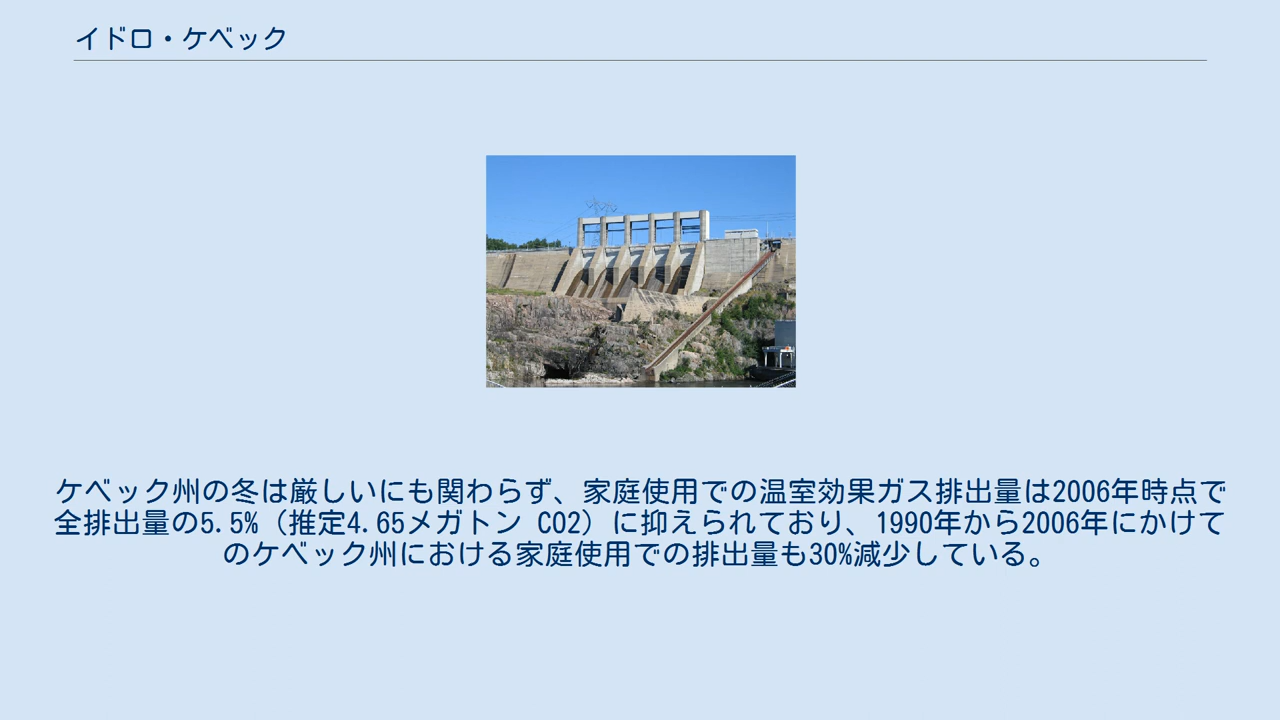 イドロ・ケベック
ケベック州の冬は厳しいにも関わらず、家庭使用での温室効果ガス排出量は2006年時点で
全排出量の5.5%（推定4.65メガトン CO2）に抑えられており、1990年から2006年にかけて
のケベック州における家庭使用での排出量も30%減少している。